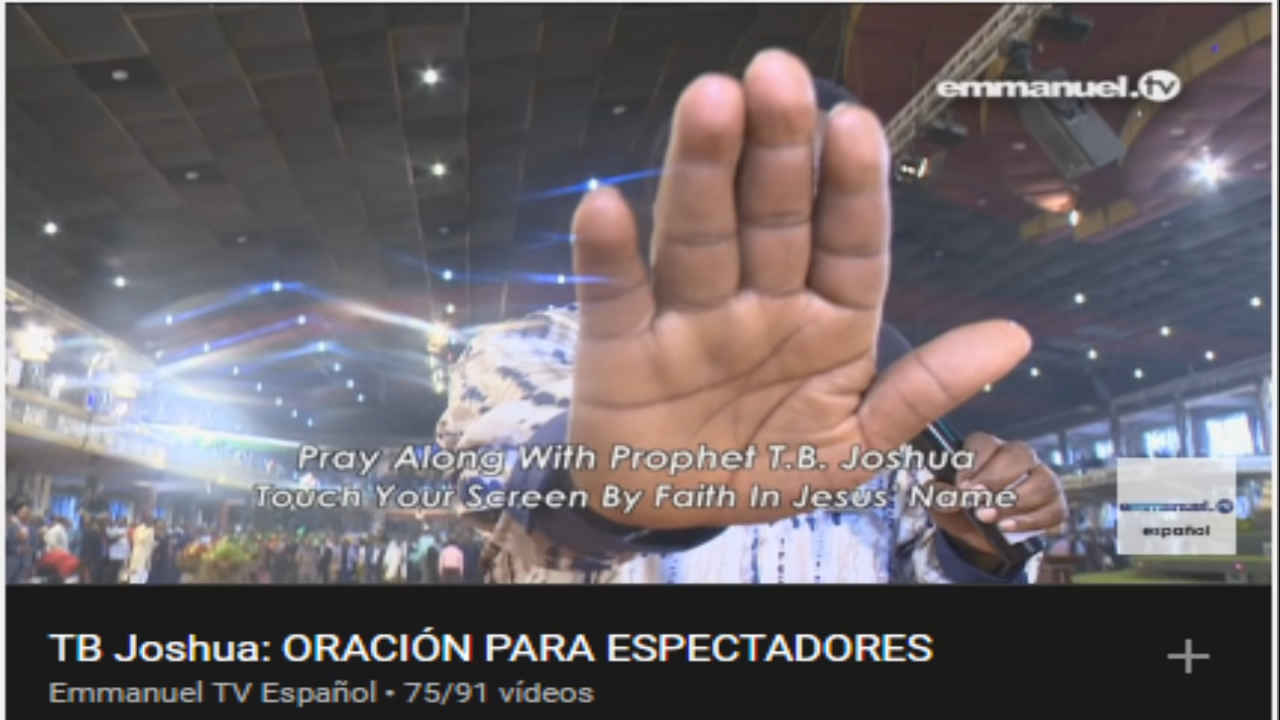 emmanuel.tv
Pray Along With Prophet T.B. Joshua
Touch Your Screen By Faith In Jesus' Name
emmanuel.tv
español
TB Joshua: ORACIÓN PARA ESPECTADORES
Emmanuel TV Español • 75/91 vídeos